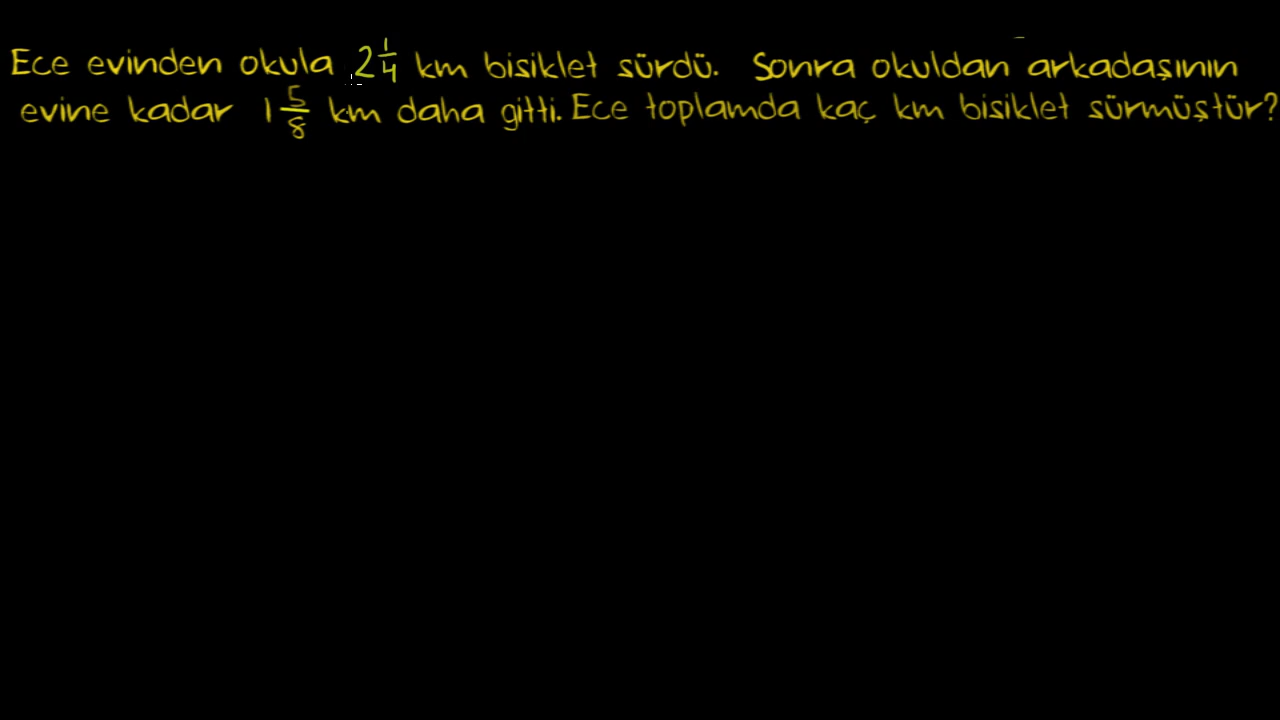 Ece evinden okula 2 1/4 km bisiklet sürdü. Sonra okuldan arkadaşının
evine kadar 1 5/8 km daha gitti. Ece toplamda kaç km bisiklet sürmüştür?